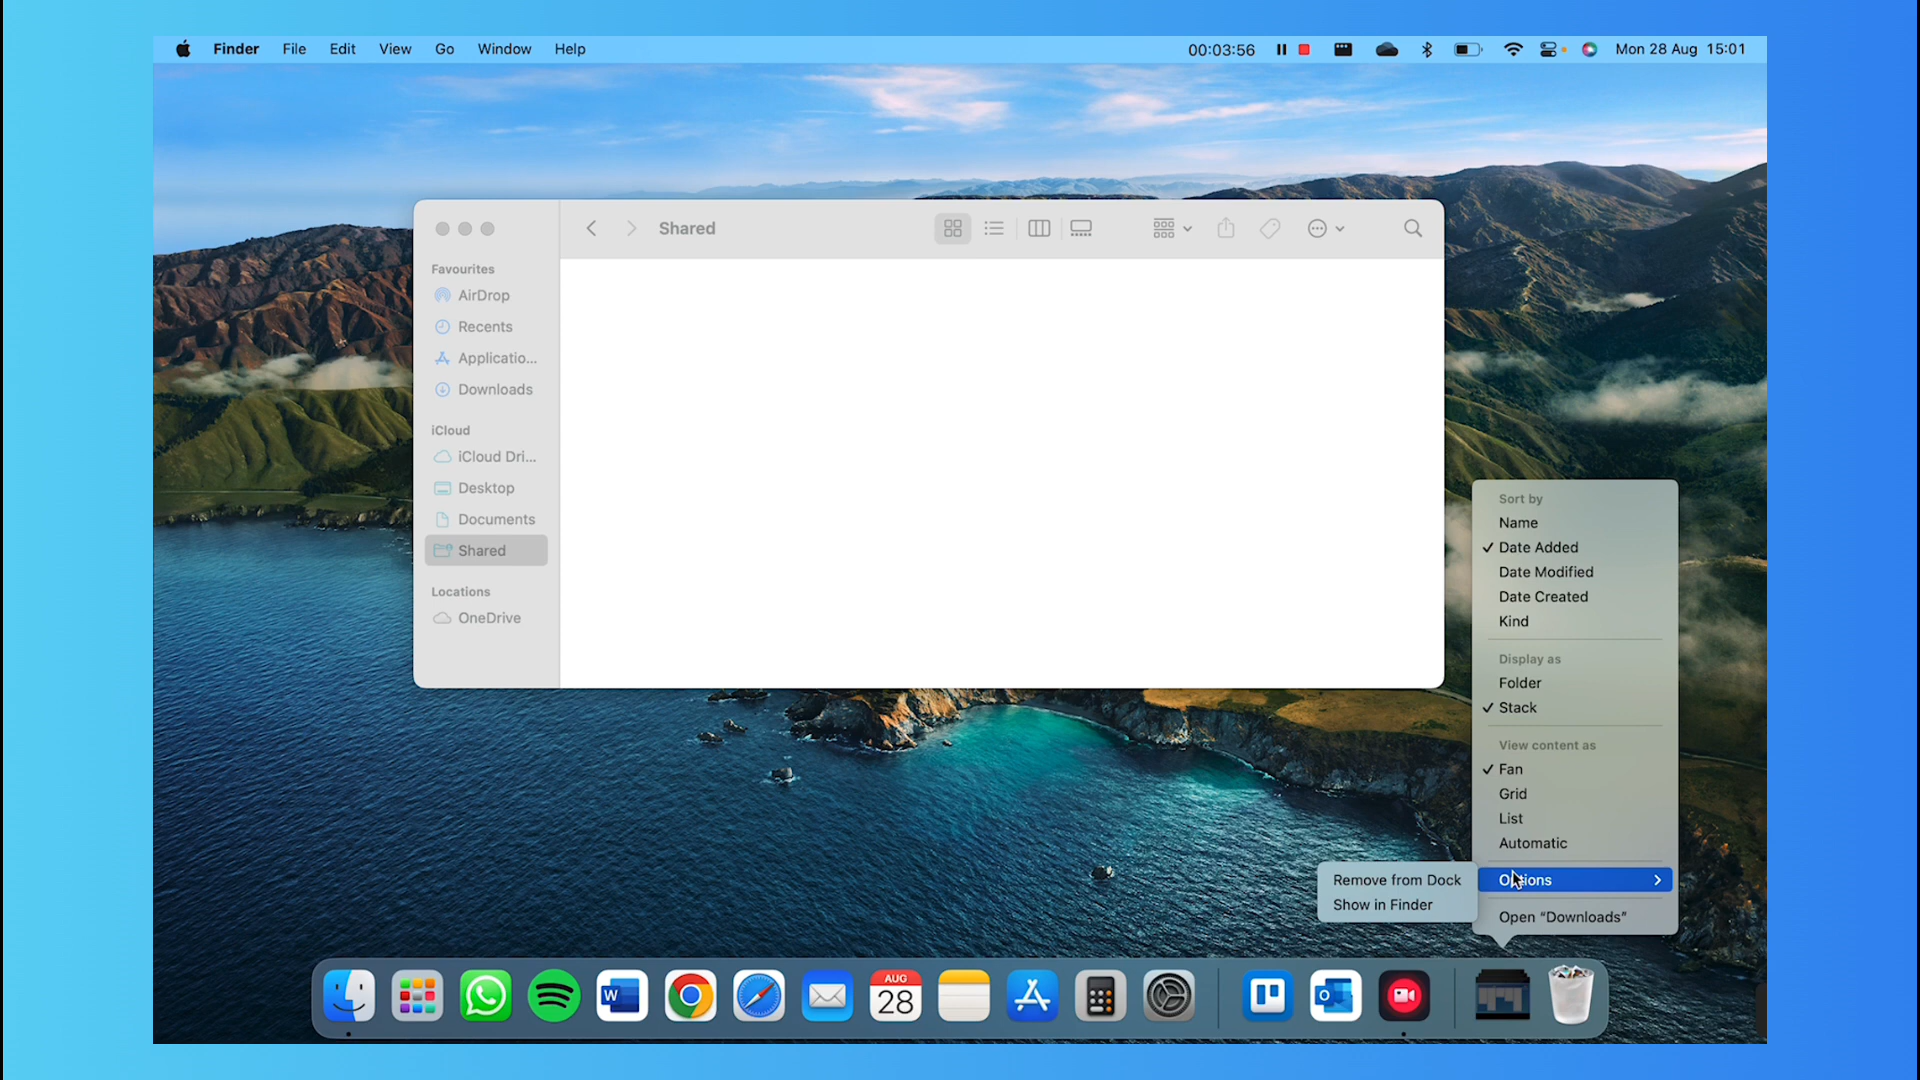 Finder File Edit View Go Window Help 00:03:56 Mon 28 Aug 15:01
Shared
Favourites
AirDrop
Recents
Applicatio...
Downloads
iCloud
iCloud Dri...
Desktop
Documents
Shared
Locations
OneDrive
Sort by
Name
Date Added
Date Modified
Date Created
Kind
Display as
Folder
Stack
View content as
Fan
Grid
List
Automatic
Options
Open “Downloads”
Remove from Dock
Show in Finder
W
AUG
28
O